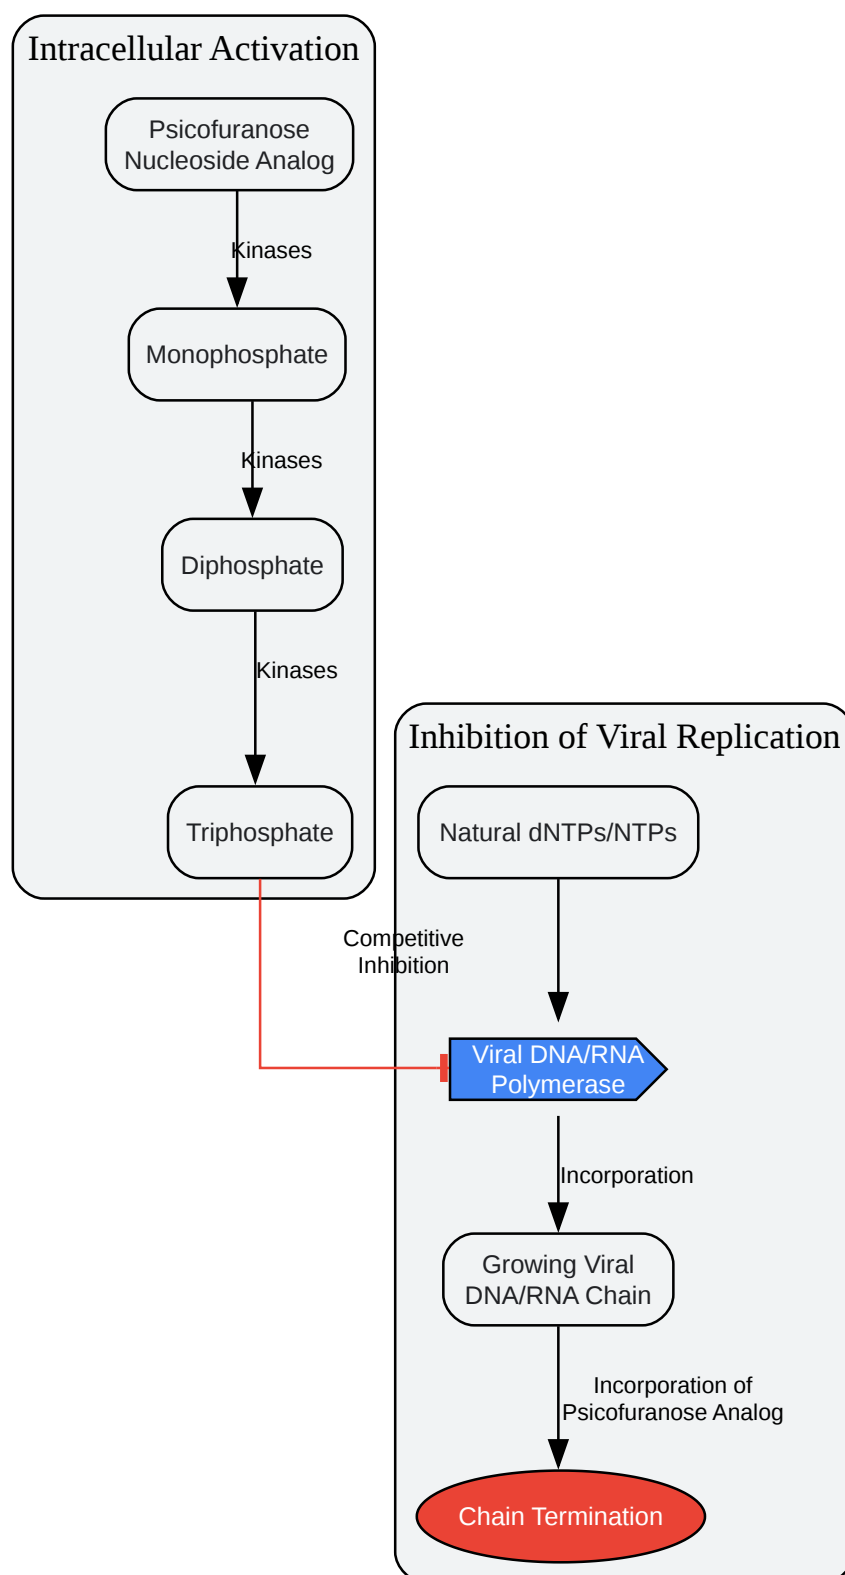 Intracellular Activation
Psicofuranose
Nucleoside Analog
Kinases
Monophosphate
Kinases
Diphosphate
Kinases
Triphosphate
Inhibition of Viral Replication
Natural dNTPs/NTPs
Competitive
Inhibition
Viral DNA/RNA
Polymerase
Incorporation
Growing Viral
DNA/RNA Chain
Incorporation of
Psicofuranose Analog
Chain Termination